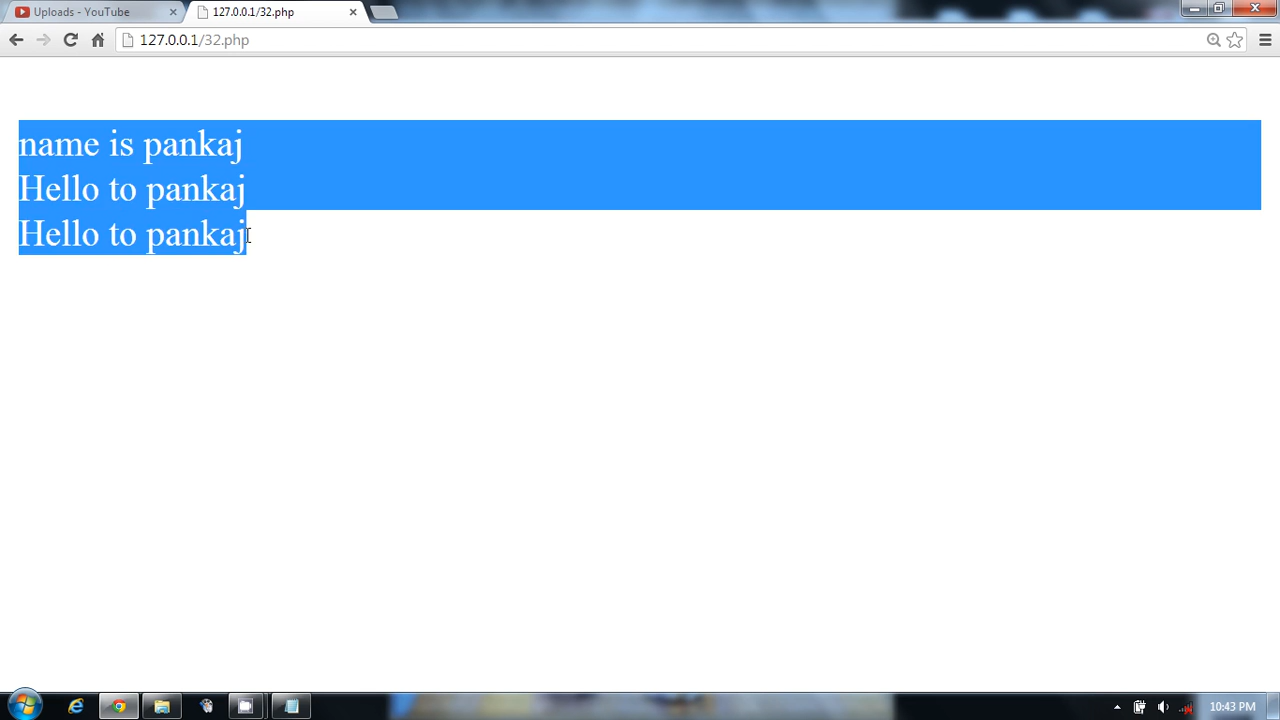 Uploads - YouTube
127.0.0.1/32.php
127.0.0.1/32.php
name is pankaj
Hello to pankaj
Hello to pankaj
10:43 PM